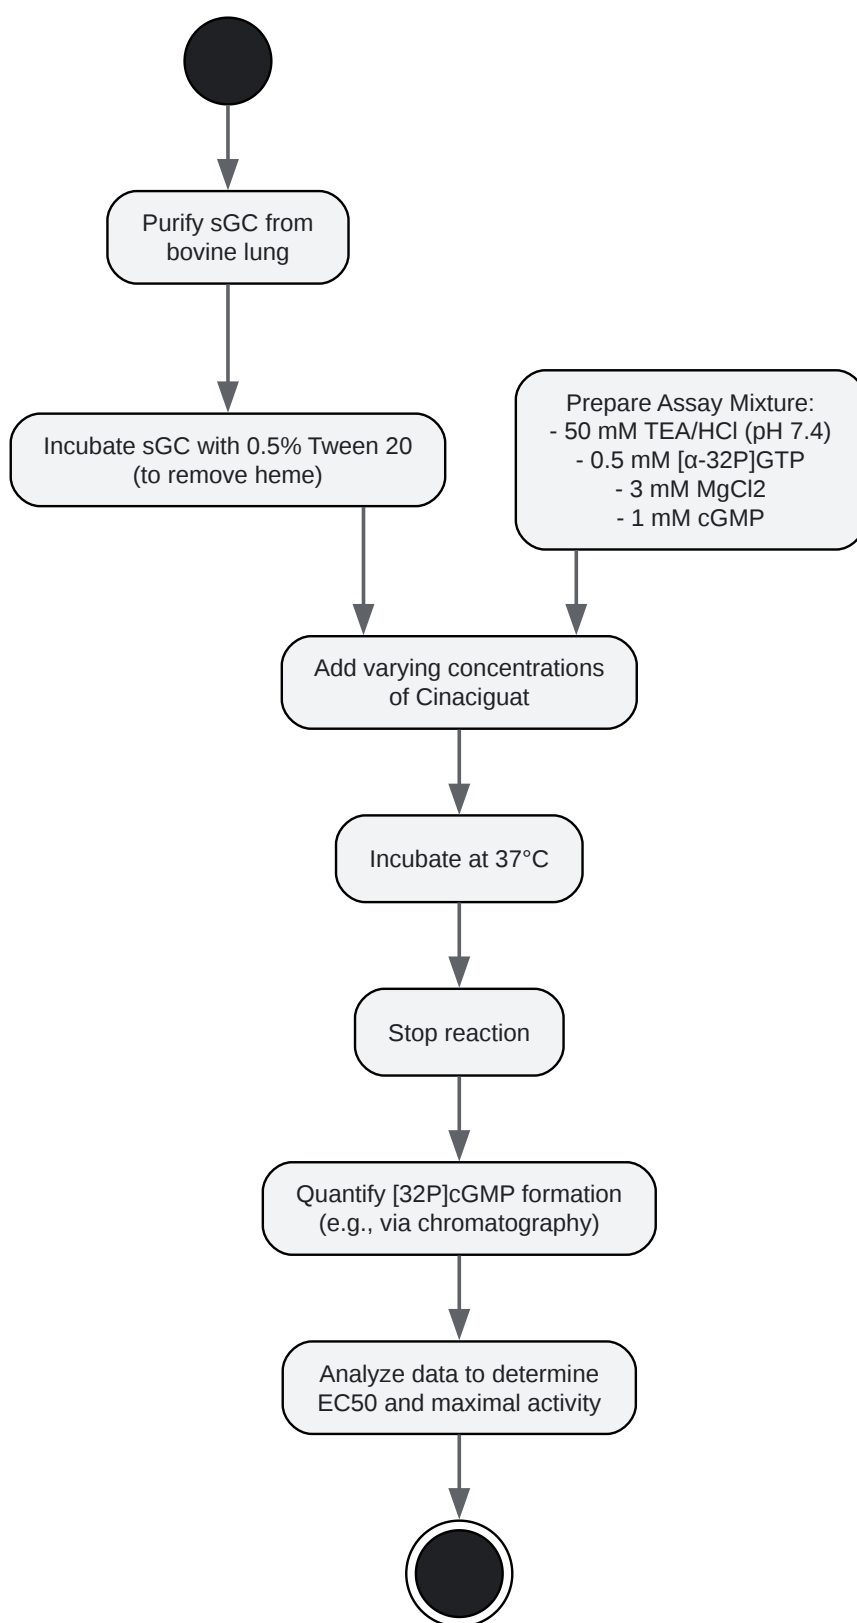 Purify sGC from
bovine lung
Incubate sGC with 0.5% Tween 20
(to remove heme)
Prepare Assay Mixture:
- 50 mM TEA/HCl (pH 7.4)
- 0.5 mM [α-32P]GTP
- 3 mM MgCl2
- 1 mM cGMP
Add varying concentrations
of Cinaciguat
Incubate at 37°C
Stop reaction
Quantify [32P]cGMP formation
(e.g., via chromatography)
Analyze data to determine
EC50 and maximal activity